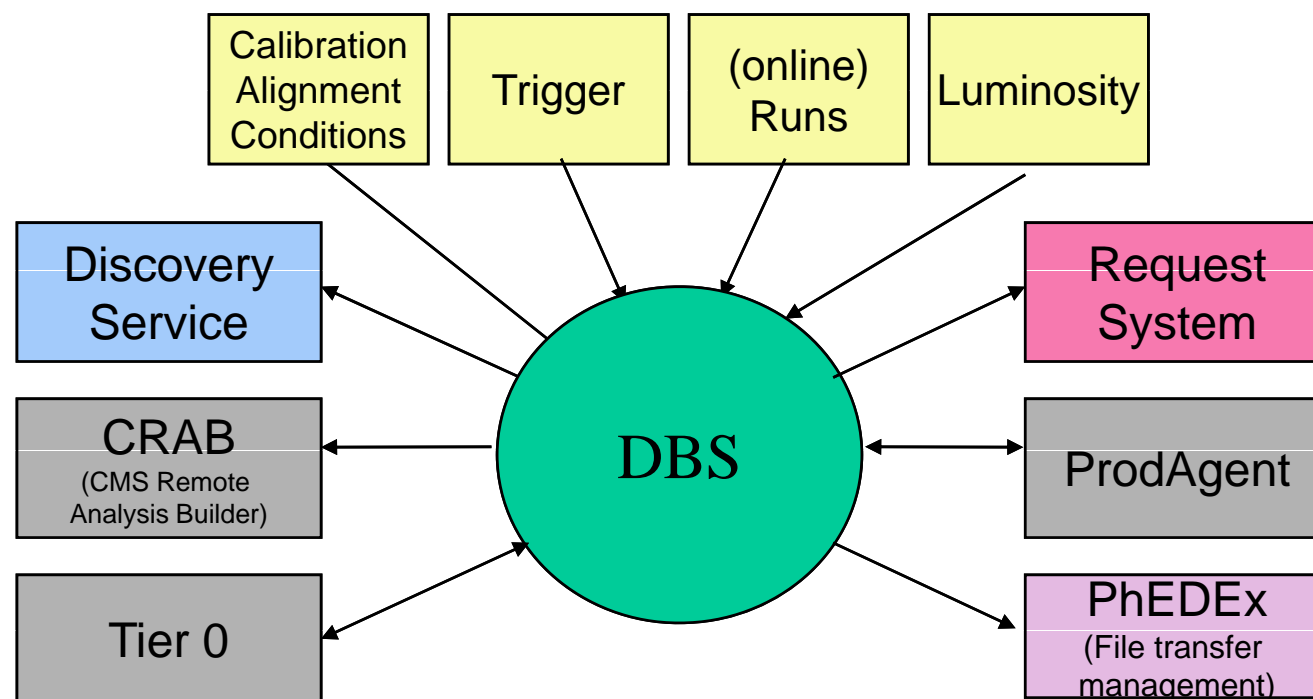 Calibration
Alignment
Conditions
Trigger
(online)
Runs
Luminosity
Discovery
Service
Request
System
CRAB
(CMS Remote
Analysis Builder)
DBS
ProdAgent
Tier 0
PhEDEx
(File transfer
management)